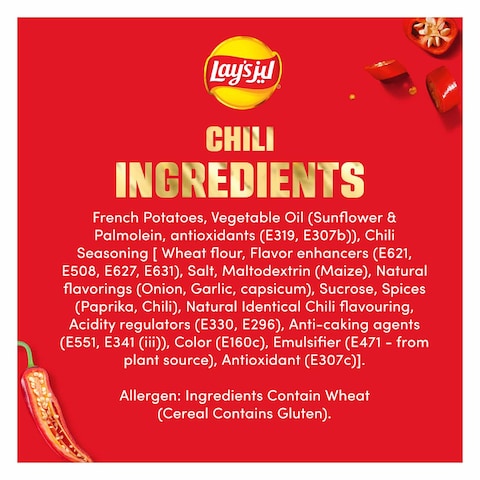 Lay's ليز
CHILI
INGREDIENTS
French Potatoes, Vegetable Oil (Sunflower &
Palmolein, antioxidants (E319, E307b)), Chili
Seasoning [ Wheat flour, Flavor enhancers (E621,
E508, E627, E631), Salt, Maltodextrin (Maize), Natural
flavorings (Onion, Garlic, capsicum), Sucrose, Spices
(Paprika, Chili), Natural Identical Chili flavouring,
Acidity regulators (E330, E296), Anti-caking agents
(E551, E341 (iii)), Color (E160c), Emulsifier (E471 - from
plant source), Antioxidant (E307c)].
Allergen: Ingredients Contain Wheat
(Cereal Contains Gluten).